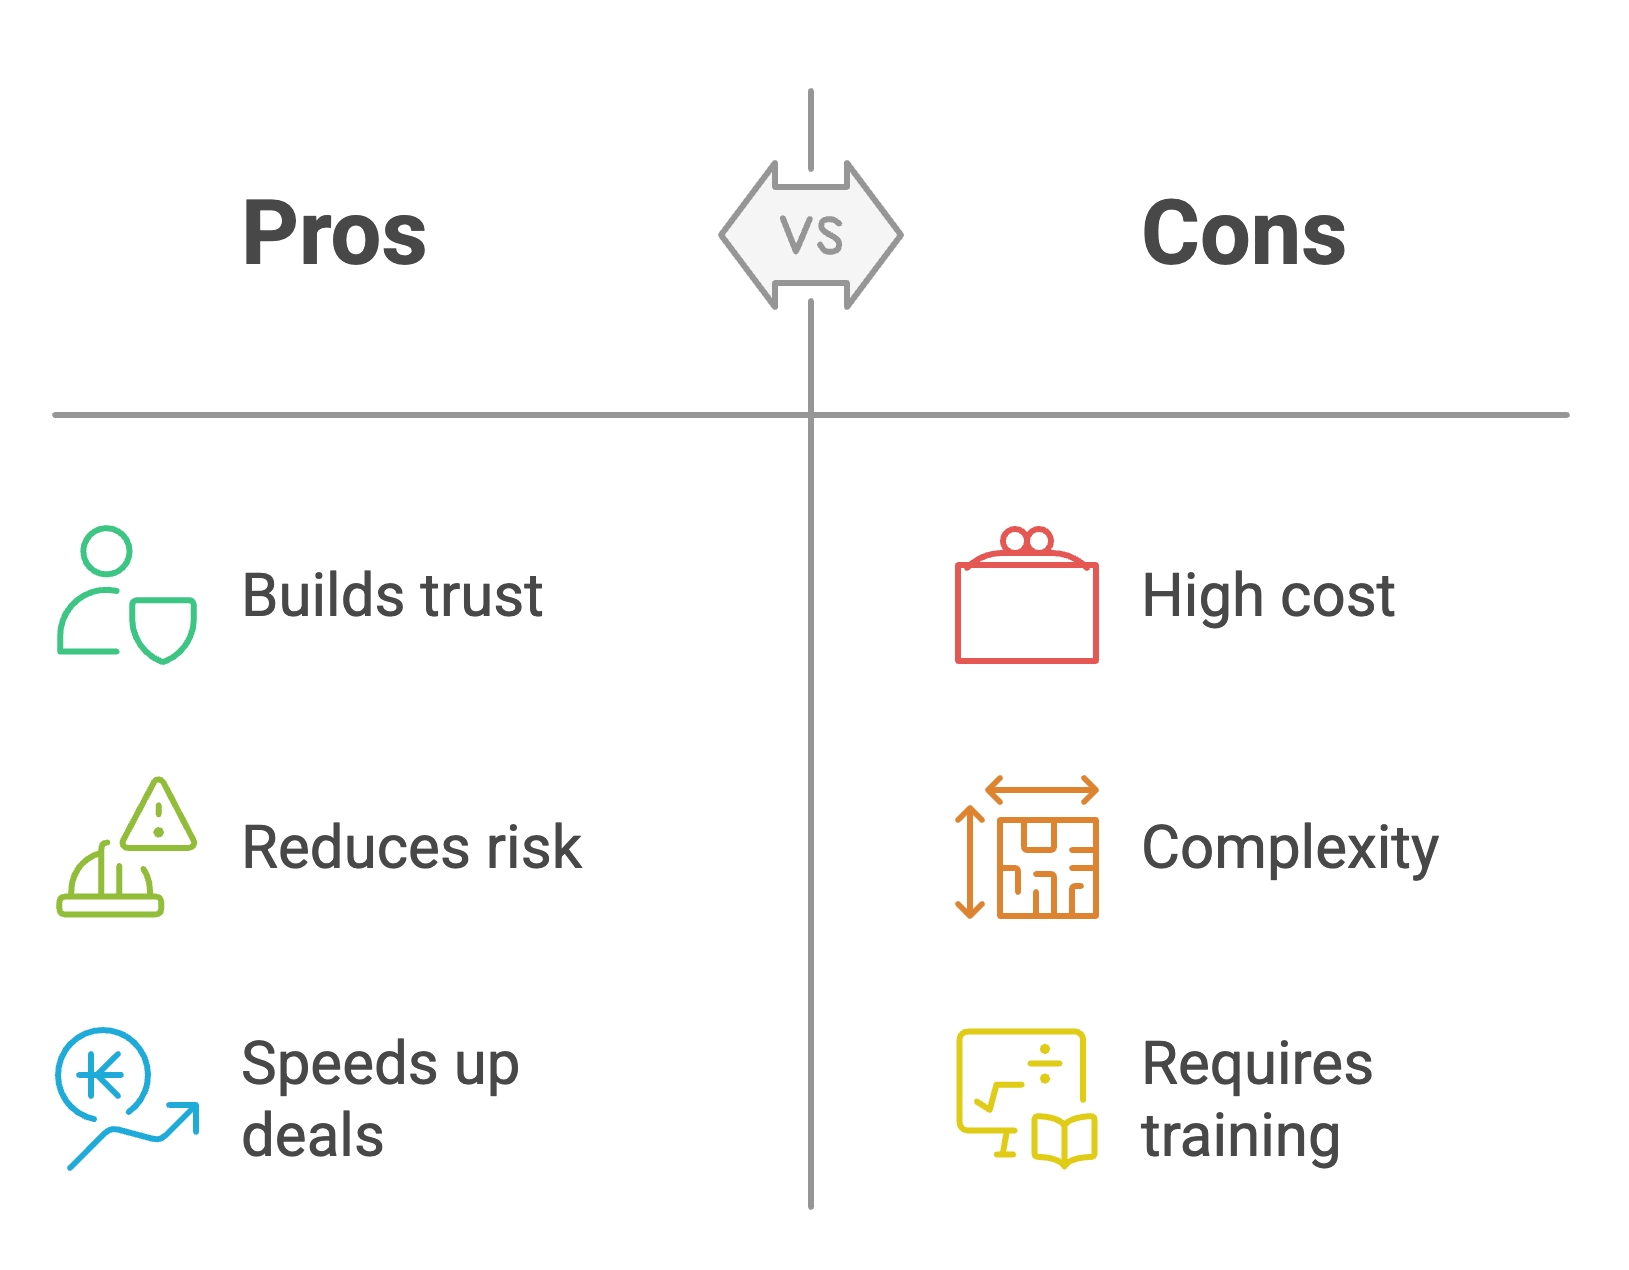 Pros
VS
Cons
Builds trust
High cost
Reduces risk
Complexity
Speeds up
deals
Requires
training